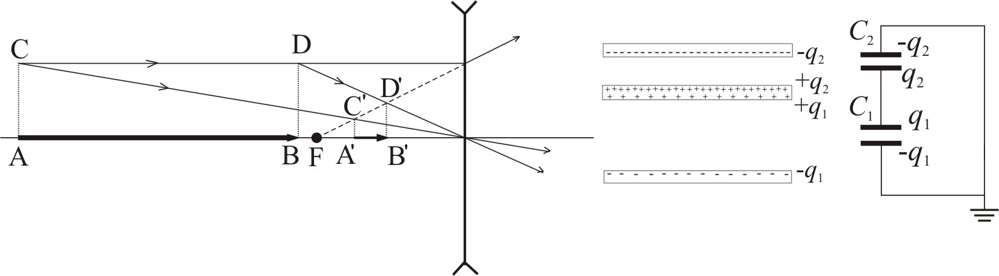 C
D
D'
C'
A
B
F
A'
B'
-q₂
+q₂
+q₁
-q₁
C₂
-q₂
q₂
C₁
q₁
-q₁